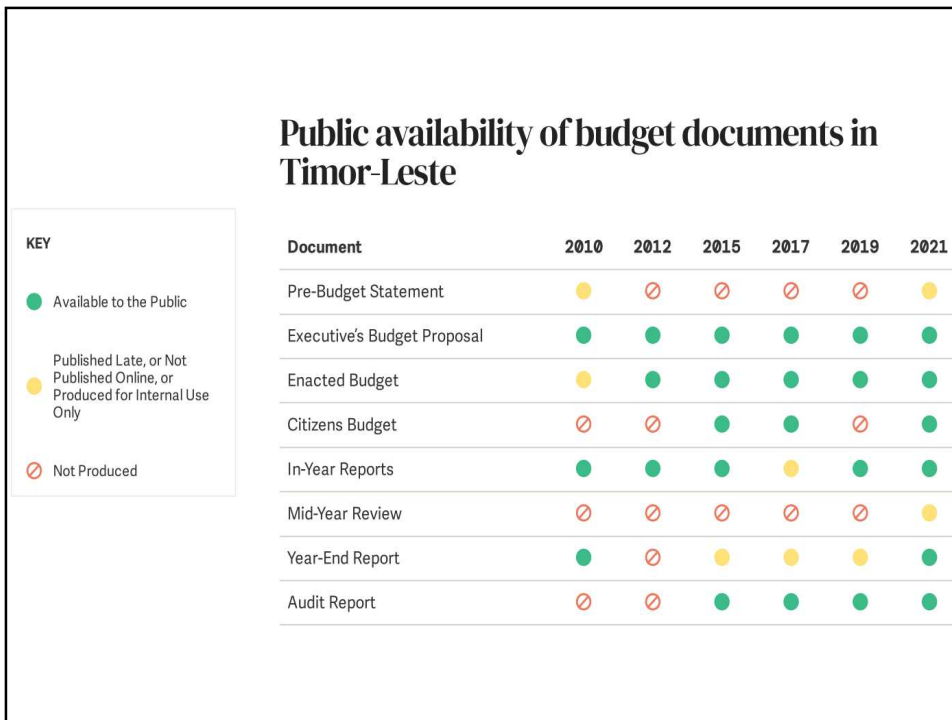 Public availability of budget documents in
Timor-Leste
KEY
Available to the Public
Published Late, or Not
Published Online, or
Produced for Internal Use
Only
Not Produced
Document 2010 2012 2015 2017 2019 2021
Pre-Budget Statement
Executive's Budget Proposal
Enacted Budget
Citizens Budget
In-Year Reports
Mid-Year Review
Year-End Report
Audit Report